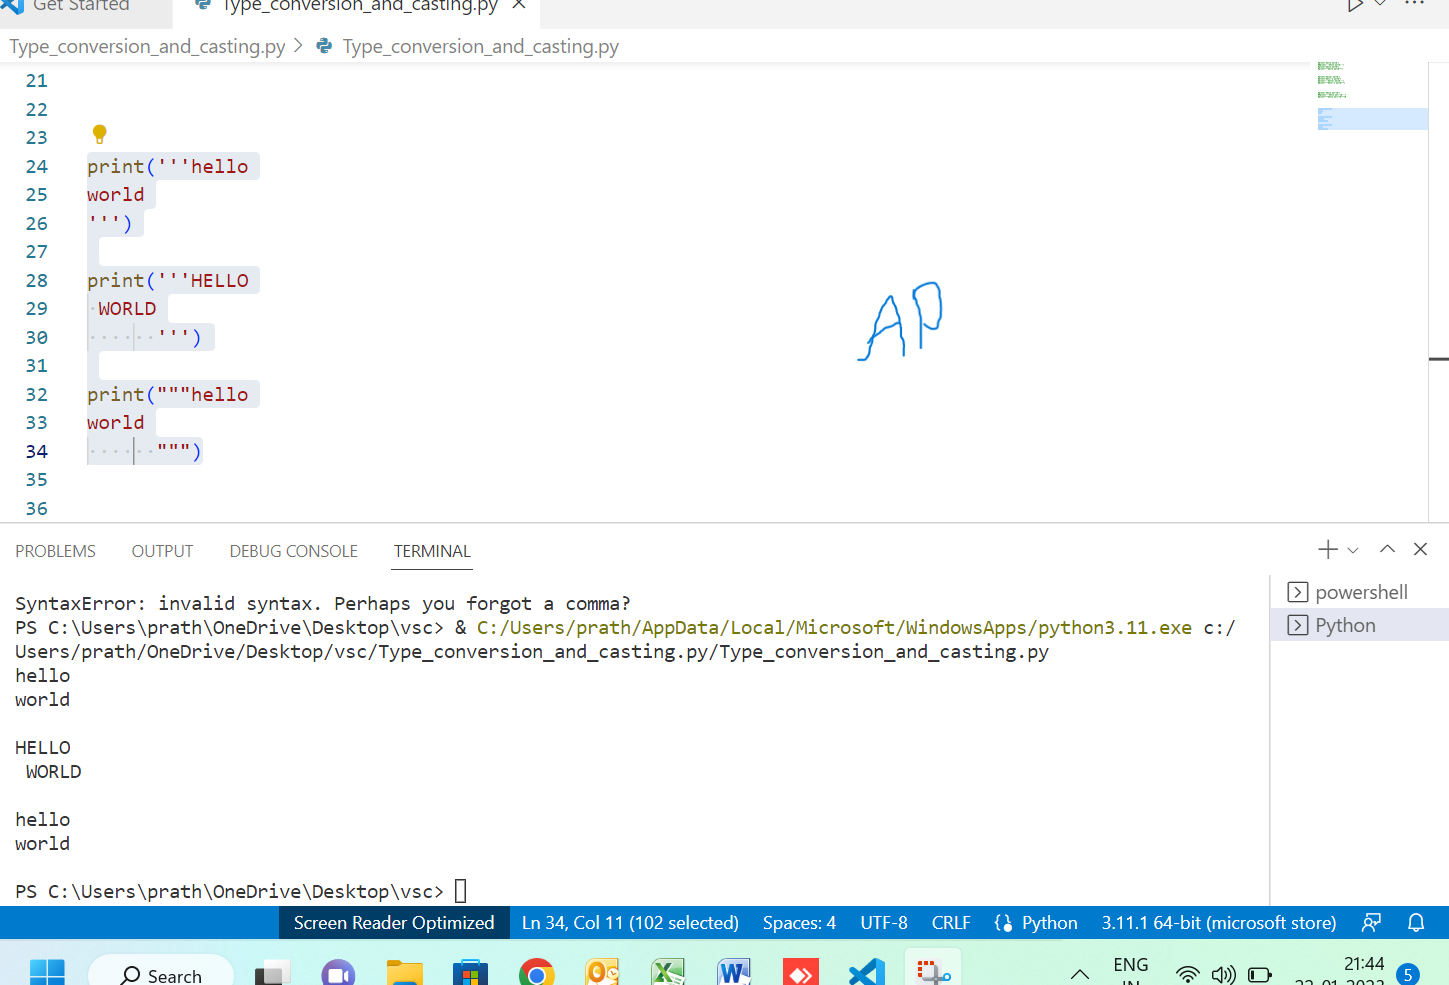 Get Started
Type_conversion_and_casting.py
Type_conversion_and_casting.py > Type_conversion_and_casting.py
21
22
23
24 print('''hello
25 world
26 ''')
27
28 print('''HELLO
29  WORLD
30       ''')
31
32 print("""hello
33 world
34       """)
35
36
AP
PROBLEMS OUTPUT DEBUG CONSOLE TERMINAL
powershell
Python
SyntaxError: invalid syntax. Perhaps you forgot a comma?
PS C:\Users\prath\OneDrive\Desktop\vsc> & C:/Users/prath/AppData/Local/Microsoft/WindowsApps/python3.11.exe c:/
Users/prath/OneDrive/Desktop/vsc/Type_conversion_and_casting.py/Type_conversion_and_casting.py
hello
world
HELLO
 WORLD
hello
world
PS C:\Users\prath\OneDrive\Desktop\vsc>
Screen Reader Optimized Ln 34, Col 11 (102 selected) Spaces: 4 UTF-8 CRLF Python 3.11.1 64-bit (microsoft store)
Search
ENG
21:44
5